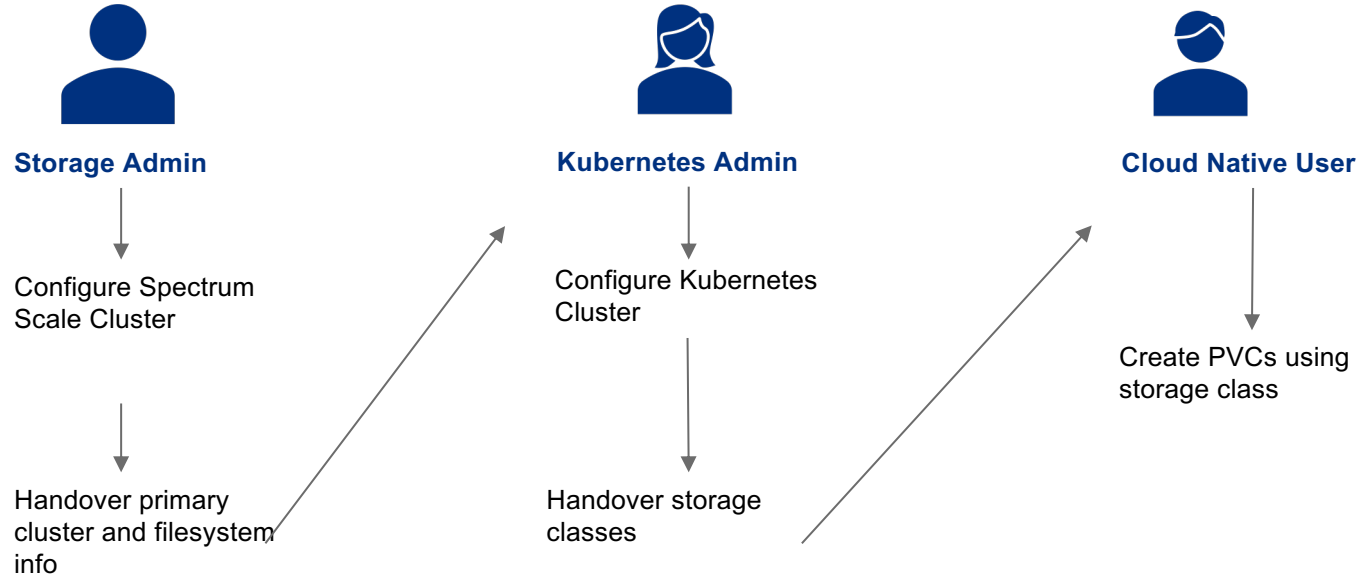 Storage Admin
Configure Spectrum
Scale Cluster
Handover primary
cluster and filesystem
info
Kubernetes Admin
Configure Kubernetes
Cluster
Handover storage
classes
Cloud Native User
Create PVCs using
storage class